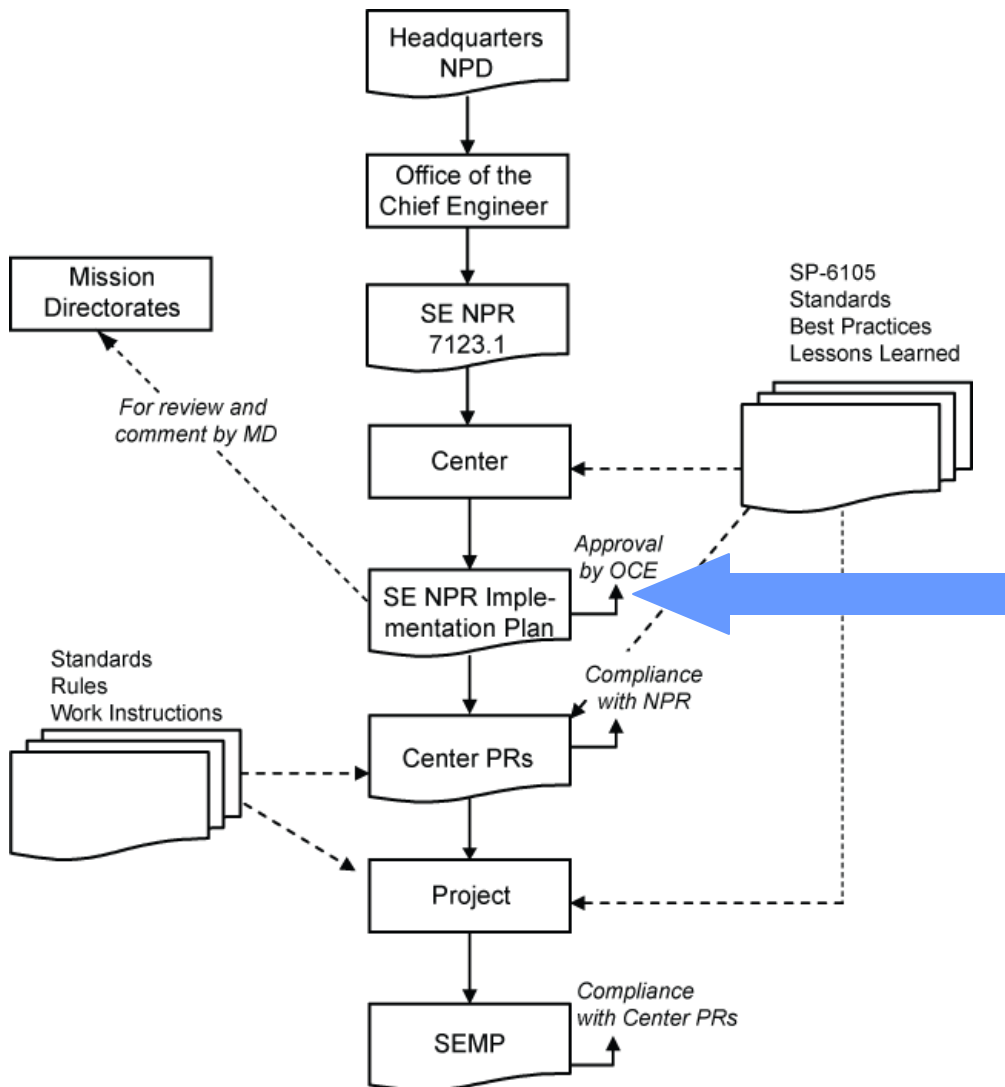 Headquarters
NPD
Office of the
Chief Engineer
Mission
Directorates
SE NPR
7123.1
SP-6105
Standards
Best Practices
Lessons Learned
For review and
comment by MD
Center
Approval
by OCE
SE NPR Imple-
mentation Plan
Standards
Rules
Work Instructions
Compliance
with NPR
Center PRs
Project
Compliance
with Center PRs
SEMP